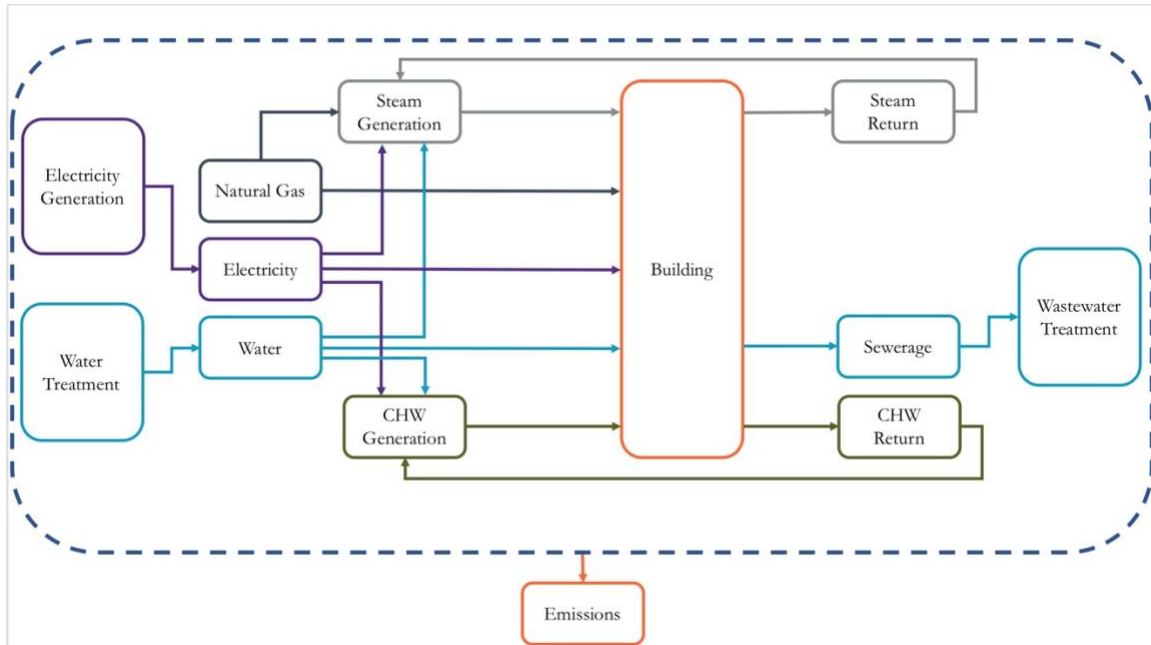 Steam
Generation
Steam
Return
Electricity
Generation
Natural Gas
Electricity
Building
Wastewater
Treatment
Water
Treatment
Water
Sewerage
CHW
Generation
CHW
Return
Emissions